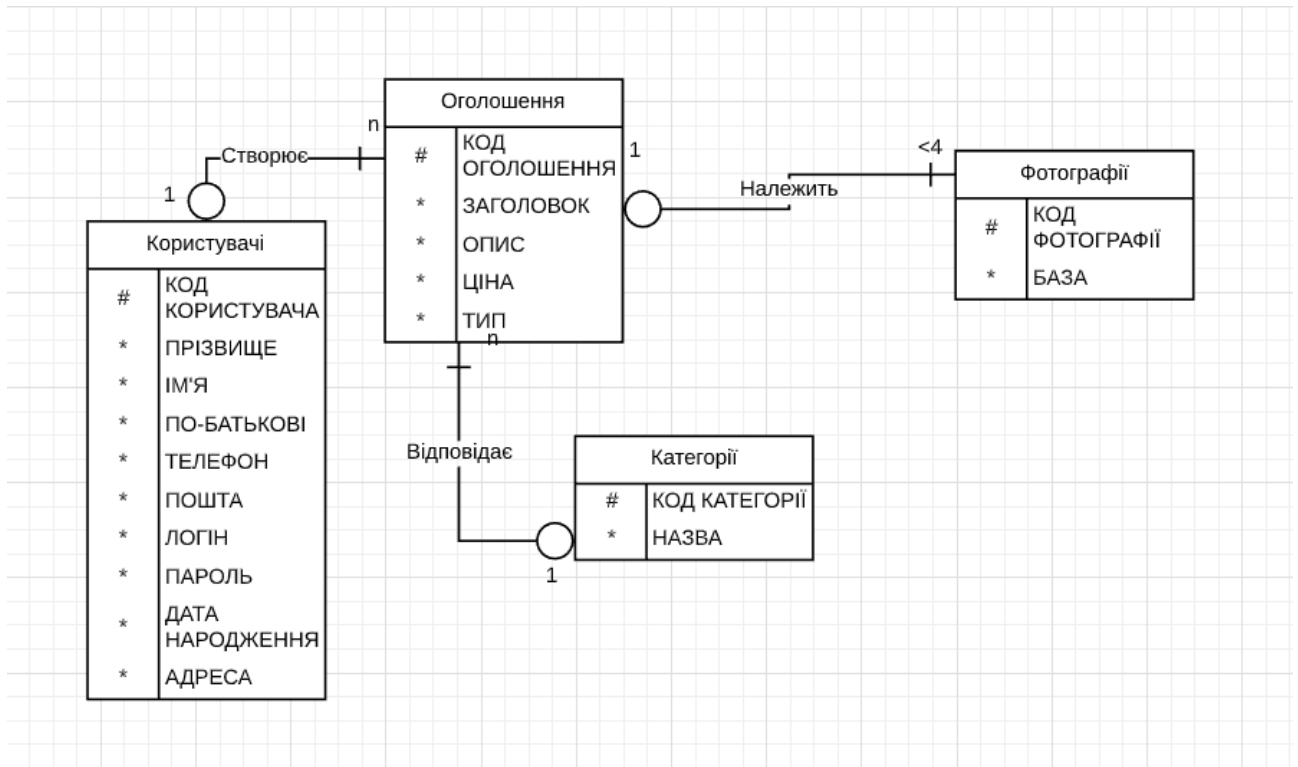 Оголошення
n
# КОД
ОГОЛОШЕННЯ
* ЗАГОЛОВОК
* ОПИС
* ЦІНА
* ТИП
n
1
Створює
1
Користувачі
# КОД
КОРИСТУВАЧА
* ПРІЗВИЩЕ
* ІМ'Я
* ПО-БАТЬКОВІ
* ТЕЛЕФОН
* ПОШТА
* ЛОГІН
* ПАРОЛЬ
* ДАТА
НАРОДЖЕННЯ
* АДРЕСА
Належить
<4
Фотографії
# КОД
ФОТОГРАФІЇ
* БАЗА
Відповідає
1
Категорії
# КОД КАТЕГОРІЇ
* НАЗВА